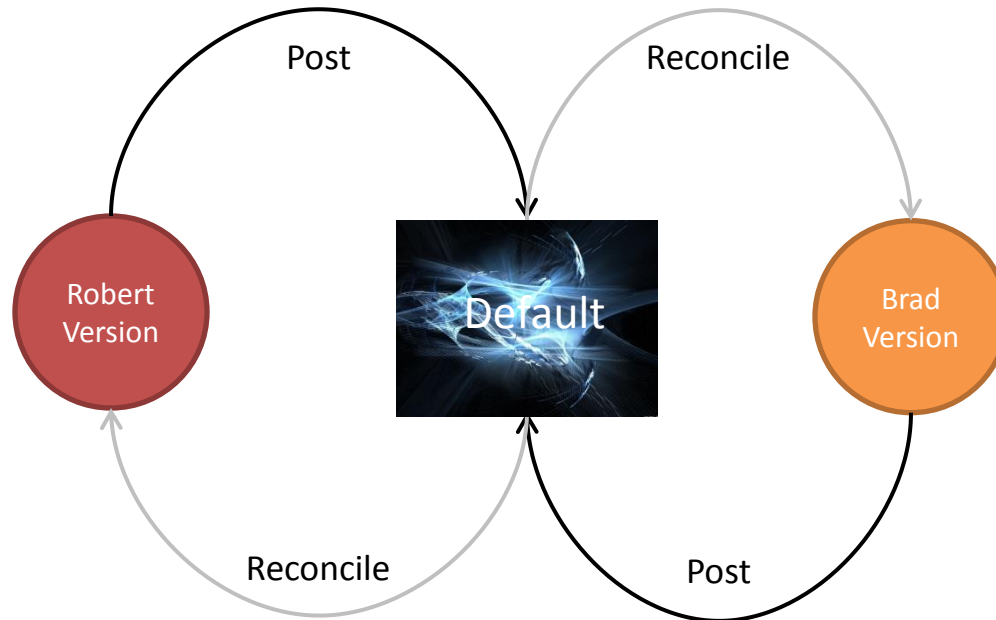 Post
Reconcile
Robert
Version
Default
Brad
Version
Reconcile
Post